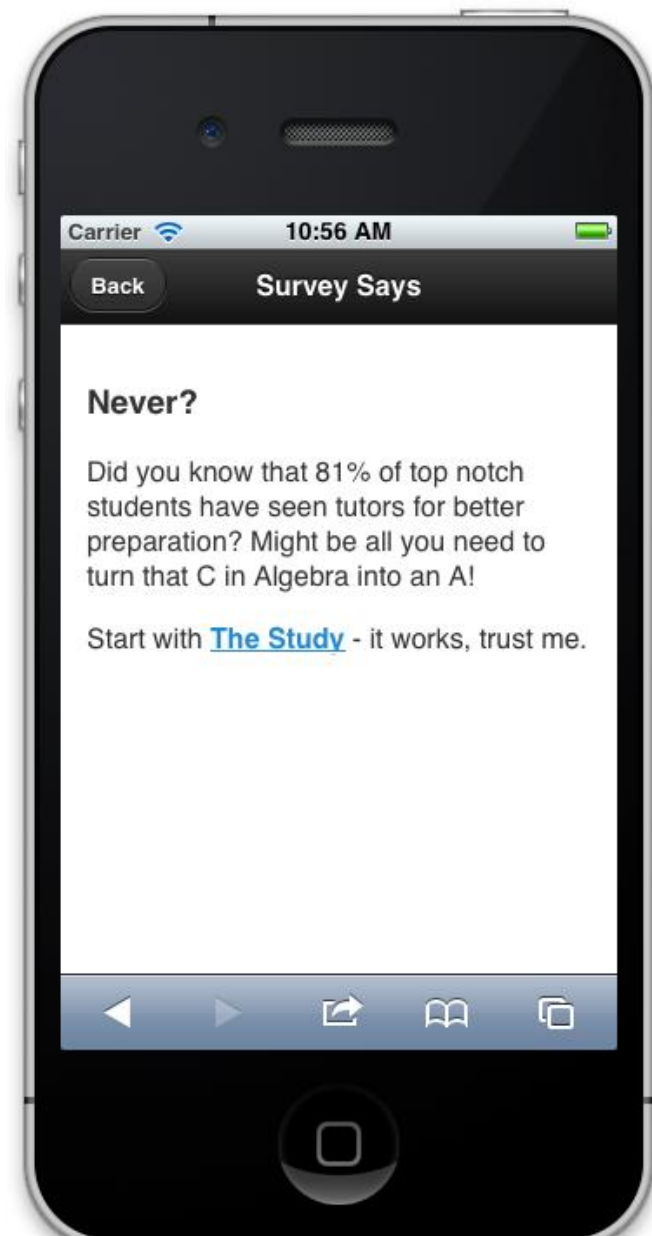 Carrier 10:56 AM
Back Survey Says
Never?
Did you know that 81% of top notch
students have seen tutors for better
preparation? Might be all you need to
turn that C in Algebra into an A!
Start with The Study - it works, trust me.